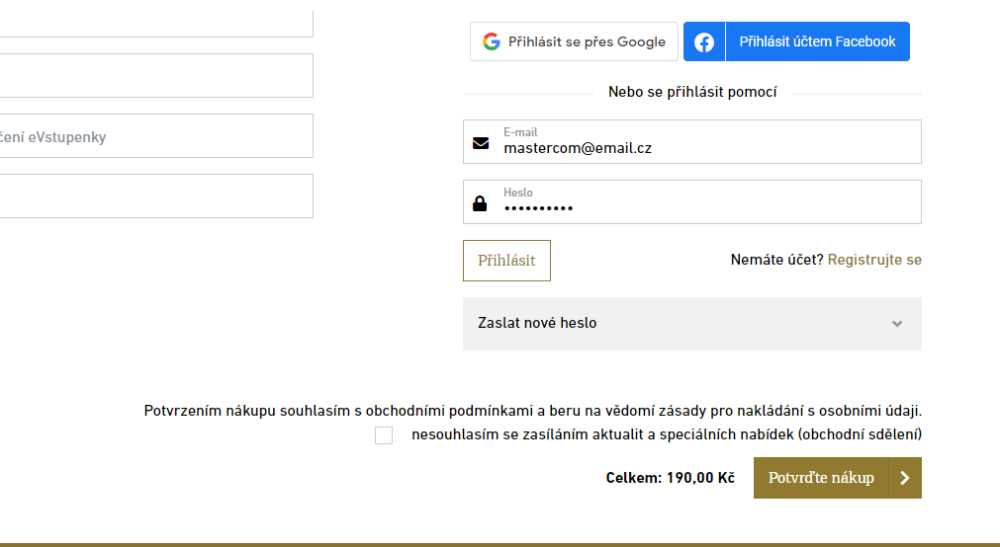 Přihlásit se přes Google
Přihlásit účtem Facebook
Nebo se přihlásit pomocí
E-mail
mastercom@email.cz
čení eVstupenky
Heslo
••••••••••
Přihlásit
Nemáte účet? Registrujte se
Zaslat nové heslo
Potvrzením nákupu souhlasím s obchodními podmínkami a beru na vědomí zásady pro nakládání s osobními údaji.
nesouhlasím se zasíláním aktualit a speciálních nabídek (obchodní sdělení)
Celkem: 190,00 Kč
Potvrďte nákup